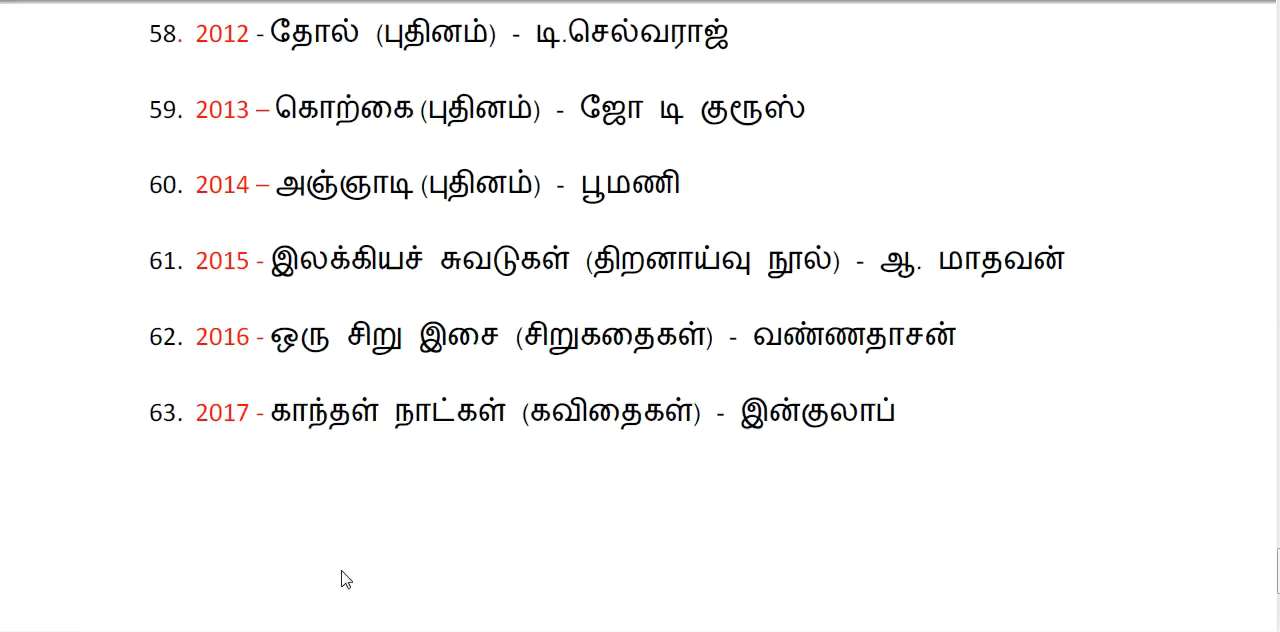 58. 2012 - தோல் (புதினம்) - டி.செல்வராஜ்
59. 2013 – கொற்கை (புதினம்) - ஜோ டி குரூஸ்
60. 2014 – அஞ்ஞாடி (புதினம்) - பூமணி
61. 2015 - இலக்கியச் சுவடுகள் (திறனாய்வு நூல்) - ஆ. மாதவன்
62. 2016 - ஒரு சிறு இசை (சிறுகதைகள்) - வண்ணதாசன்
63. 2017 - காந்தள் நாட்கள் (கவிதைகள்) - இன்குலாப்